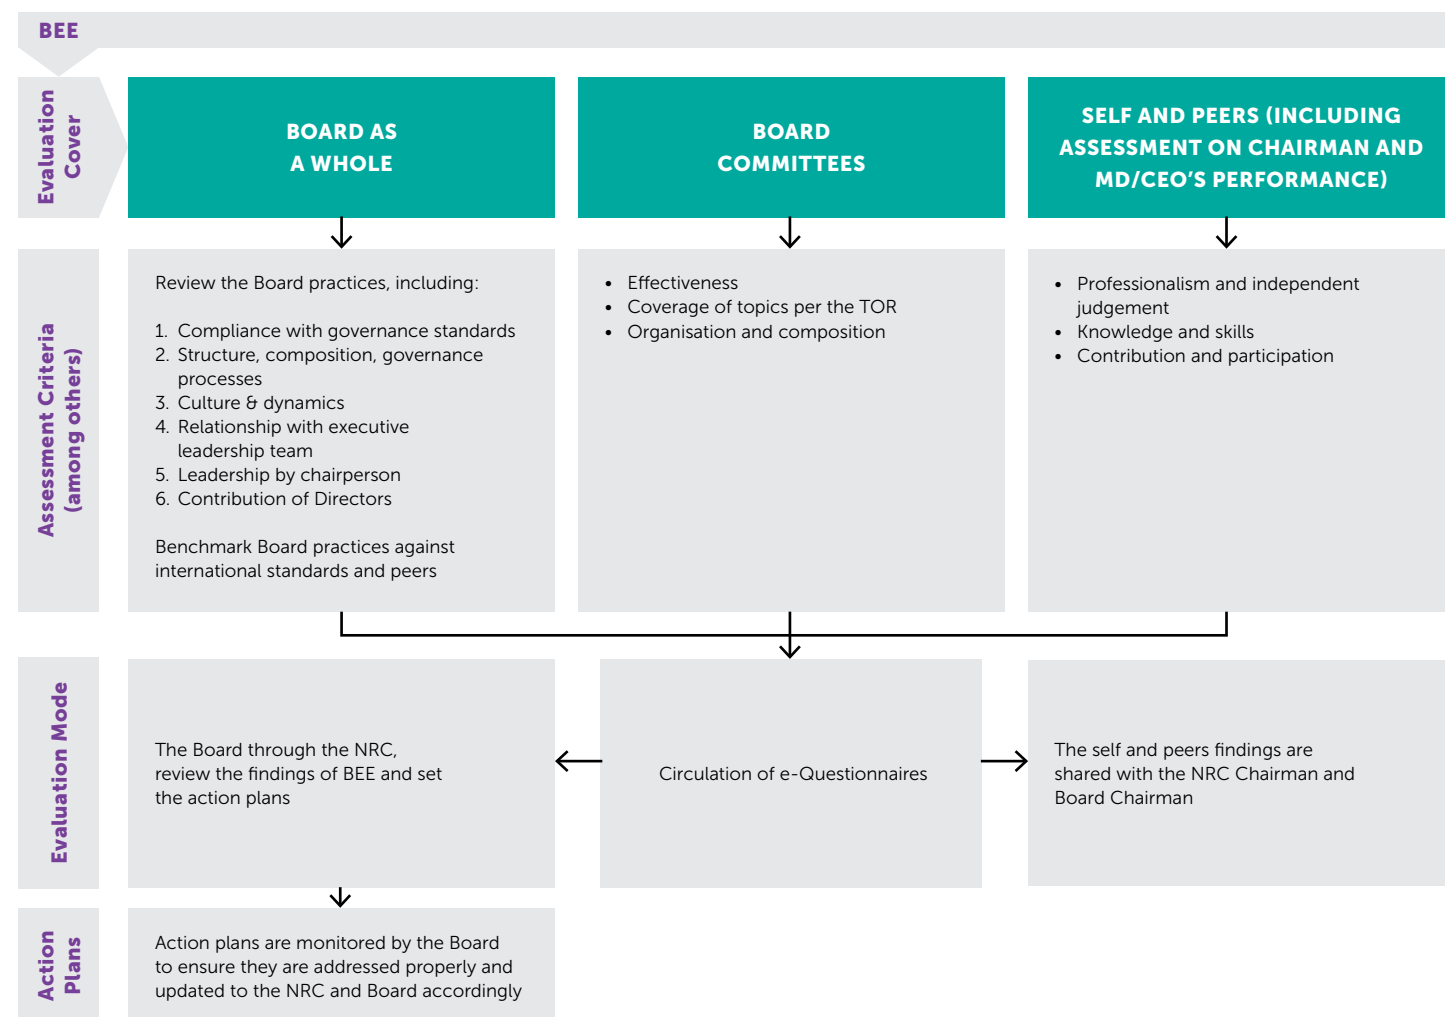 BEE
Evaluation
Cover
BOARD AS
A WHOLE
BOARD
COMMITTEES
SELF AND PEERS (INCLUDING
ASSESSMENT ON CHAIRMAN AND
MD/CEO'S PERFORMANCE)
Assessment Criteria
(among others)
Review the Board practices, including:
1. Compliance with governance standards
2. Structure, composition, governance
processes
3. Culture & dynamics
4. Relationship with executive
leadership team
5. Leadership by chairperson
6. Contribution of Directors
Benchmark Board practices against
international standards and peers
• Effectiveness
• Coverage of topics per the TOR
• Organisation and composition
• Professionalism and independent
judgement
• Knowledge and skills
• Contribution and participation
Evaluation Mode
The Board through the NRC,
review the findings of BEE and set
the action plans
Circulation of e-Questionnaires
The self and peers findings are
shared with the NRC Chairman and
Board Chairman
Action
Plans
Action plans are monitored by the Board
to ensure they are addressed properly and
updated to the NRC and Board accordingly